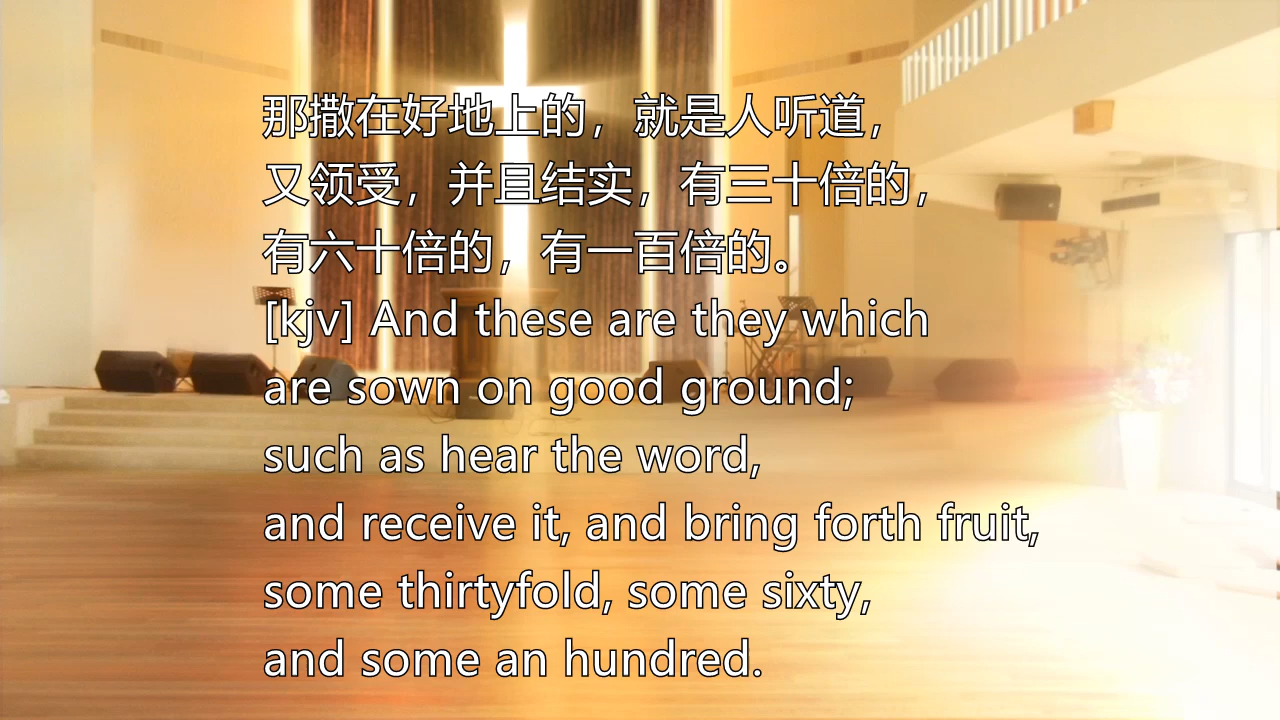 那撒在好地上的，就是人听道，
又领受，并且结实，有三十倍的，
有六十倍的，有一百倍的。
[kjv] And these are they which
are sown on good ground;
such as hear the word,
and receive it, and bring forth fruit,
some thirtyfold, some sixty,
and some an hundred.